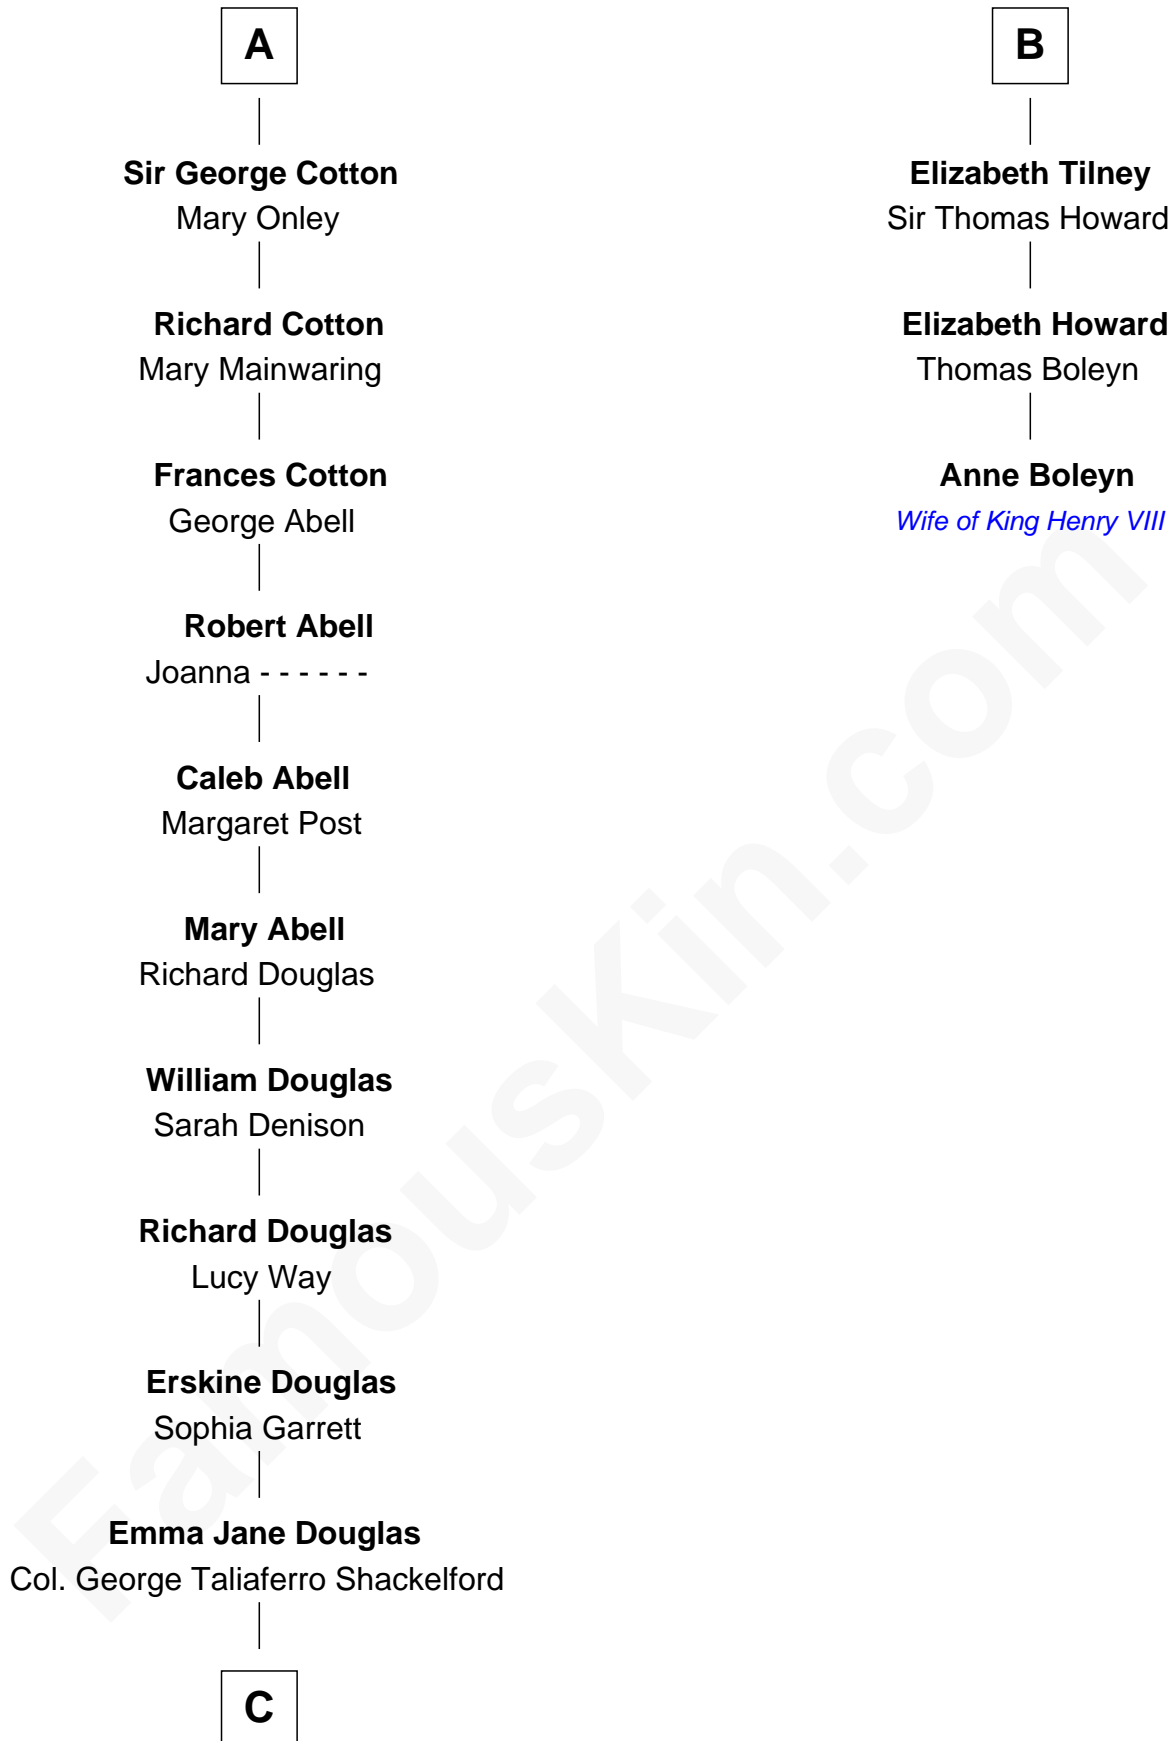 A
Sir George Cotton
Mary Onley
Richard Cotton
Mary Mainwaring
Frances Cotton
George Abell
Robert Abell
Joanna - - - - - -
Caleb Abell
Margaret Post
Mary Abell
Richard Douglas
William Douglas
Sarah Denison
Richard Douglas
Lucy Way
Erskine Douglas
Sophia Garrett
Emma Jane Douglas
Col. George Taliaferro Shackelford
C
B
Elizabeth Tilney
Sir Thomas Howard
Elizabeth Howard
Thomas Boleyn
Anne Boleyn
Wife of King Henry VIII
FamousKin.com